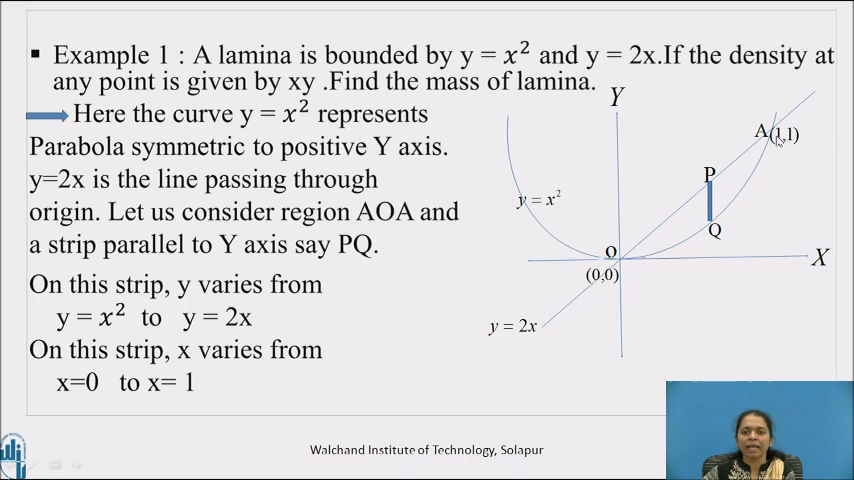 ▪ Example 1 : A lamina is bounded by y = x² and y = 2x.If the density at
any point is given by xy .Find the mass of lamina.
Here the curve y = x² represents
Parabola symmetric to positive Y axis.
y=2x is the line passing through
origin. Let us consider region AOA and
a strip parallel to Y axis say PQ.
On this strip, y varies from
y = x² to y = 2x
On this strip, x varies from
x=0 to x= 1
Y
A(1,1)
P
y = x²
Q
O
X
(0,0)
y = 2x
Walchand Institute of Technology, Solapur